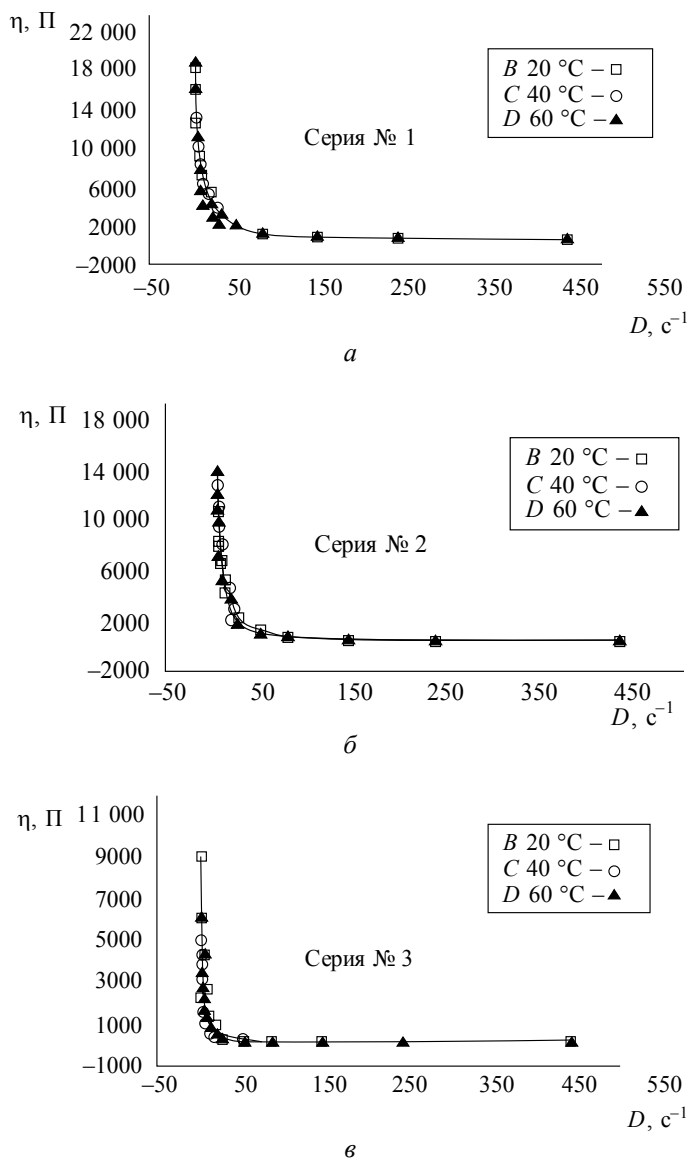 η, П
22 000
18 000
14 000
10 000
6000
2000
–2000
B 20 °C –
C 40 °C –
D 60 °C –
Серия № 1
–50 50 150 250 350 450 550
D, с–1
а
η, П
18 000
14 000
10 000
6000
2000
–2000
B 20 °C –
C 40 °C –
D 60 °C –
Серия № 2
–50 50 150 250 350 450
D, с–1
б
η, П
11 000
9000
7000
5000
3000
1000
–1000
B 20 °C –
C 40 °C –
D 60 °C –
Серия № 3
–50 50 150 250 350 450 550
D, с–1
в